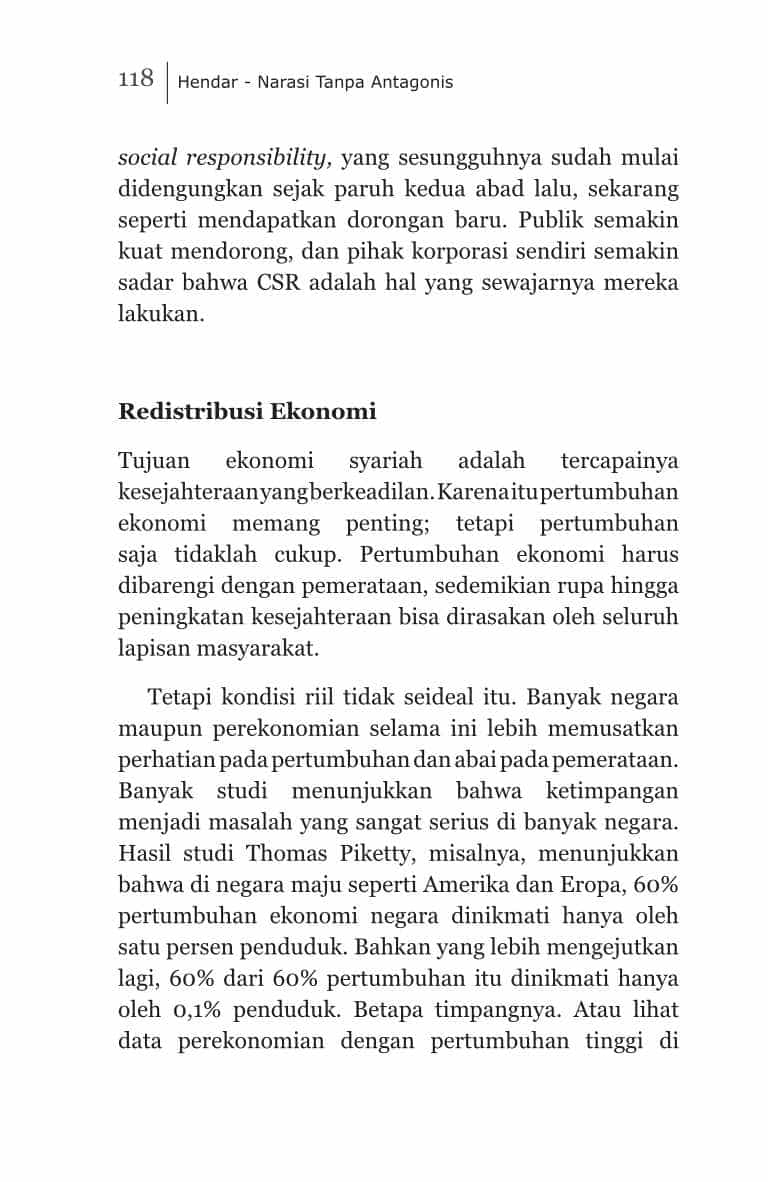 118 Hendar - Narasi Tanpa Antagonis
social responsibility, yang sesungguhnya sudah mulai
didengungkan sejak paruh kedua abad lalu, sekarang
seperti mendapatkan dorongan baru. Publik semakin
kuat mendorong, dan pihak korporasi sendiri semakin
sadar bahwa CSR adalah hal yang sewajarnya mereka
lakukan.
Redistribusi Ekonomi
Tujuan ekonomi syariah adalah tercapainya
kesejahteraan yang berkeadilan. Karena itu pertumbuhan
ekonomi memang penting; tetapi pertumbuhan
saja tidaklah cukup. Pertumbuhan ekonomi harus
dibarengi dengan pemerataan, sedemikian rupa hingga
peningkatan kesejahteraan bisa dirasakan oleh seluruh
lapisan masyarakat.
Tetapi kondisi riil tidak seideal itu. Banyak negara
maupun perekonomian selama ini lebih memusatkan
perhatian pada pertumbuhan dan abai pada pemerataan.
Banyak studi menunjukkan bahwa ketimpangan
menjadi masalah yang sangat serius di banyak negara.
Hasil studi Thomas Piketty, misalnya, menunjukkan
bahwa di negara maju seperti Amerika dan Eropa, 60%
pertumbuhan ekonomi negara dinikmati hanya oleh
satu persen penduduk. Bahkan yang lebih mengejutkan
lagi, 60% dari 60% pertumbuhan itu dinikmati hanya
oleh 0,1% penduduk. Betapa timpangnya. Atau lihat
data perekonomian dengan pertumbuhan tinggi di